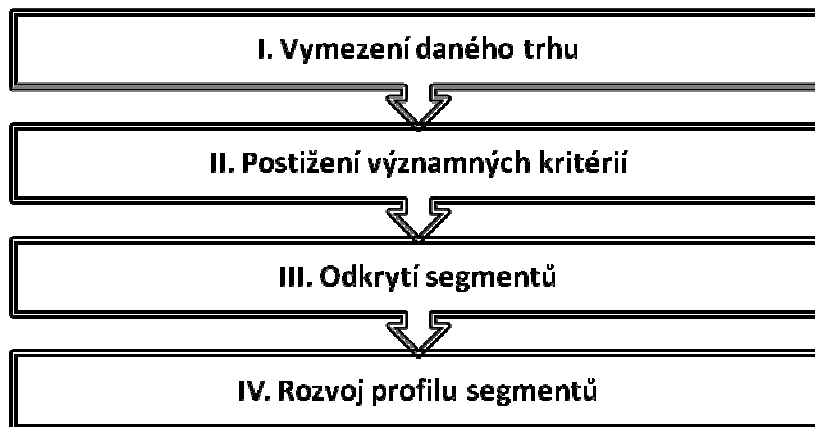 I. Vymezení daného trhu
II. Postižení významných kritérií
III. Odkrytí segmentů
IV. Rozvoj profilu segmentů